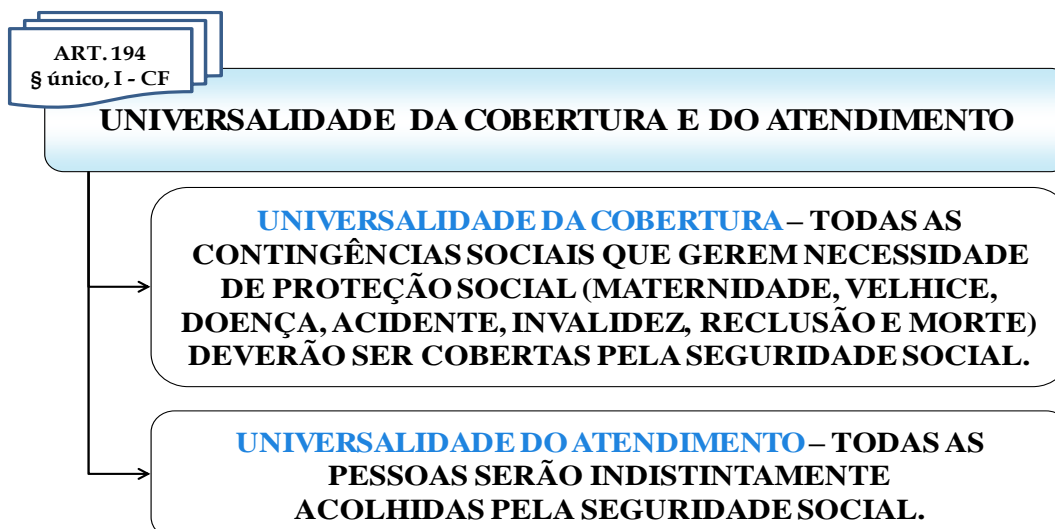 ART. 194
§ único, I - CF
UNIVERSALIDADE DA COBERTURA E DO ATENDIMENTO
UNIVERSALIDADE DA COBERTURA – TODAS AS
CONTINGÊNCIAS SOCIAIS QUE GEREM NECESSIDADE
DE PROTEÇÃO SOCIAL (MATERNIDADE, VELHICE,
DOENÇA, ACIDENTE, INVALIDEZ, RECLUSÃO E MORTE)
DEVERÃO SER COBERTAS PELA SEGURIDADE SOCIAL.
UNIVERSALIDADE DO ATENDIMENTO – TODAS AS
PESSOAS SERÃO INDISTINTAMENTE
ACOLHIDAS PELA SEGURIDADE SOCIAL.